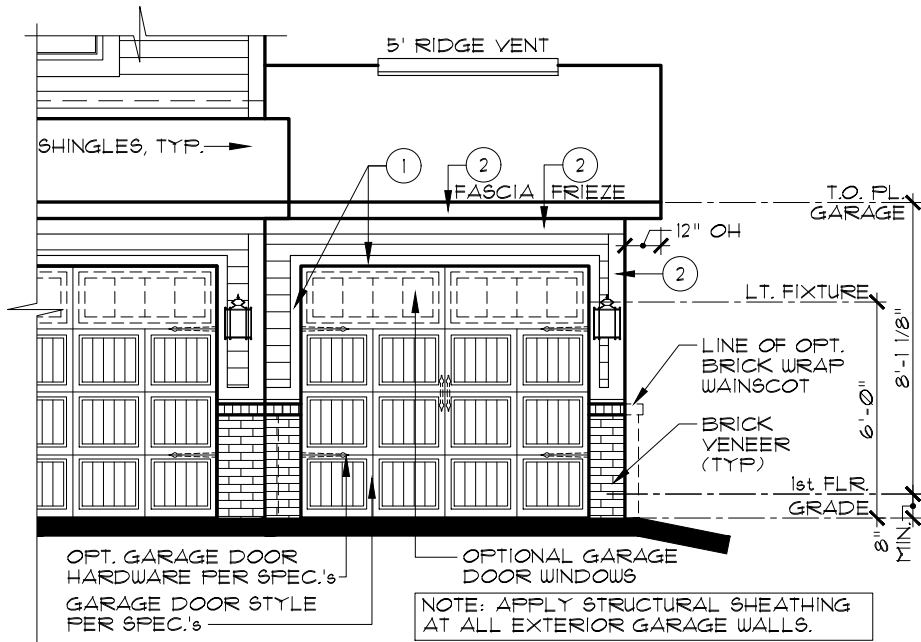 5' RIDGE VENT
SHINGLES, TYP.
1
2
2
FASCIA
FRIEZE
T.O. PL.
GARAGE
12" OH
2
LT. FIXTURE
8'-1 1/8"
6'-0"
LINE OF OPT.
BRICK WRAP
WAINSCOT
BRICK
VENEER
(TYP)
1st FLR.
GRADE
8"
MIN.
OPT. GARAGE DOOR
HARDWARE PER SPEC.'s
GARAGE DOOR STYLE
PER SPEC.'s
OPTIONAL GARAGE
DOOR WINDOWS
NOTE: APPLY STRUCTURAL SHEATHING
AT ALL EXTERIOR GARAGE WALLS.